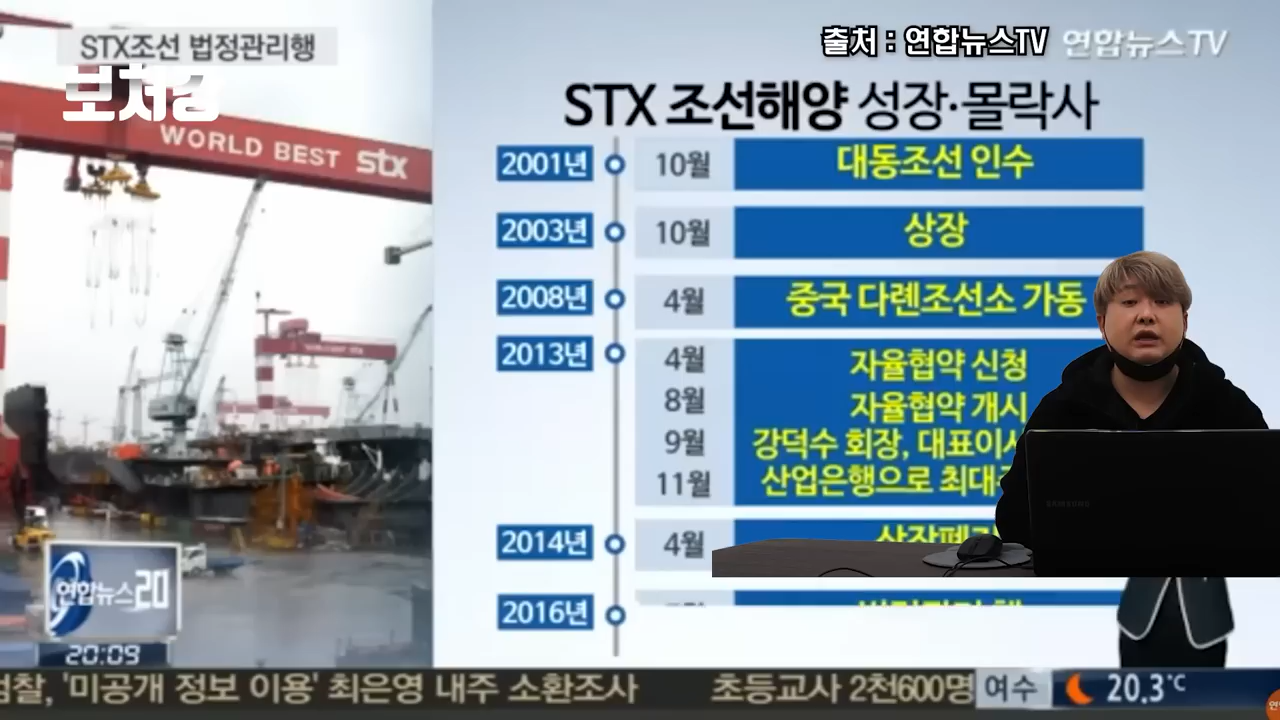 STX조선 법정관리행
출처 : 연합뉴스TV 연합뉴스TV
보저강
WORLD BEST stx
STX 조선해양 성장·몰락사
2001년 10월 대동조선 인수
2003년 10월 상장
2008년 4월 중국 다롄조선소 가동
2013년 4월 자율협약 신청
8월 자율협약 개시
9월 강덕수 회장, 대표이사
11월 산업은행으로 최대
2014년 4월
2016년
SAMSUNG
연합뉴스20
20:09
'미공개 정보 이용' 최은영 내주 소환조사 초등교사 2천600명 여수 20.3℃